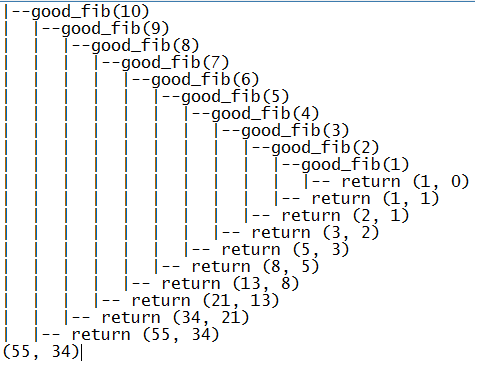 |--good_fib(10)
|  |--good_fib(9)
|  |  |--good_fib(8)
|  |  |  |--good_fib(7)
|  |  |  |  |--good_fib(6)
|  |  |  |  |  |--good_fib(5)
|  |  |  |  |  |  |--good_fib(4)
|  |  |  |  |  |  |  |--good_fib(3)
|  |  |  |  |  |  |  |  |--good_fib(2)
|  |  |  |  |  |  |  |  |  |--good_fib(1)
|  |  |  |  |  |  |  |  |  |  |-- return (1, 0)
|  |  |  |  |  |  |  |  |  |-- return (1, 1)
|  |  |  |  |  |  |  |  |-- return (2, 1)
|  |  |  |  |  |  |  |-- return (3, 2)
|  |  |  |  |  |  |-- return (5, 3)
|  |  |  |  |  |-- return (8, 5)
|  |  |  |  |-- return (13, 8)
|  |  |  |-- return (21, 13)
|  |  |-- return (34, 21)
|  |-- return (55, 34)
(55, 34)